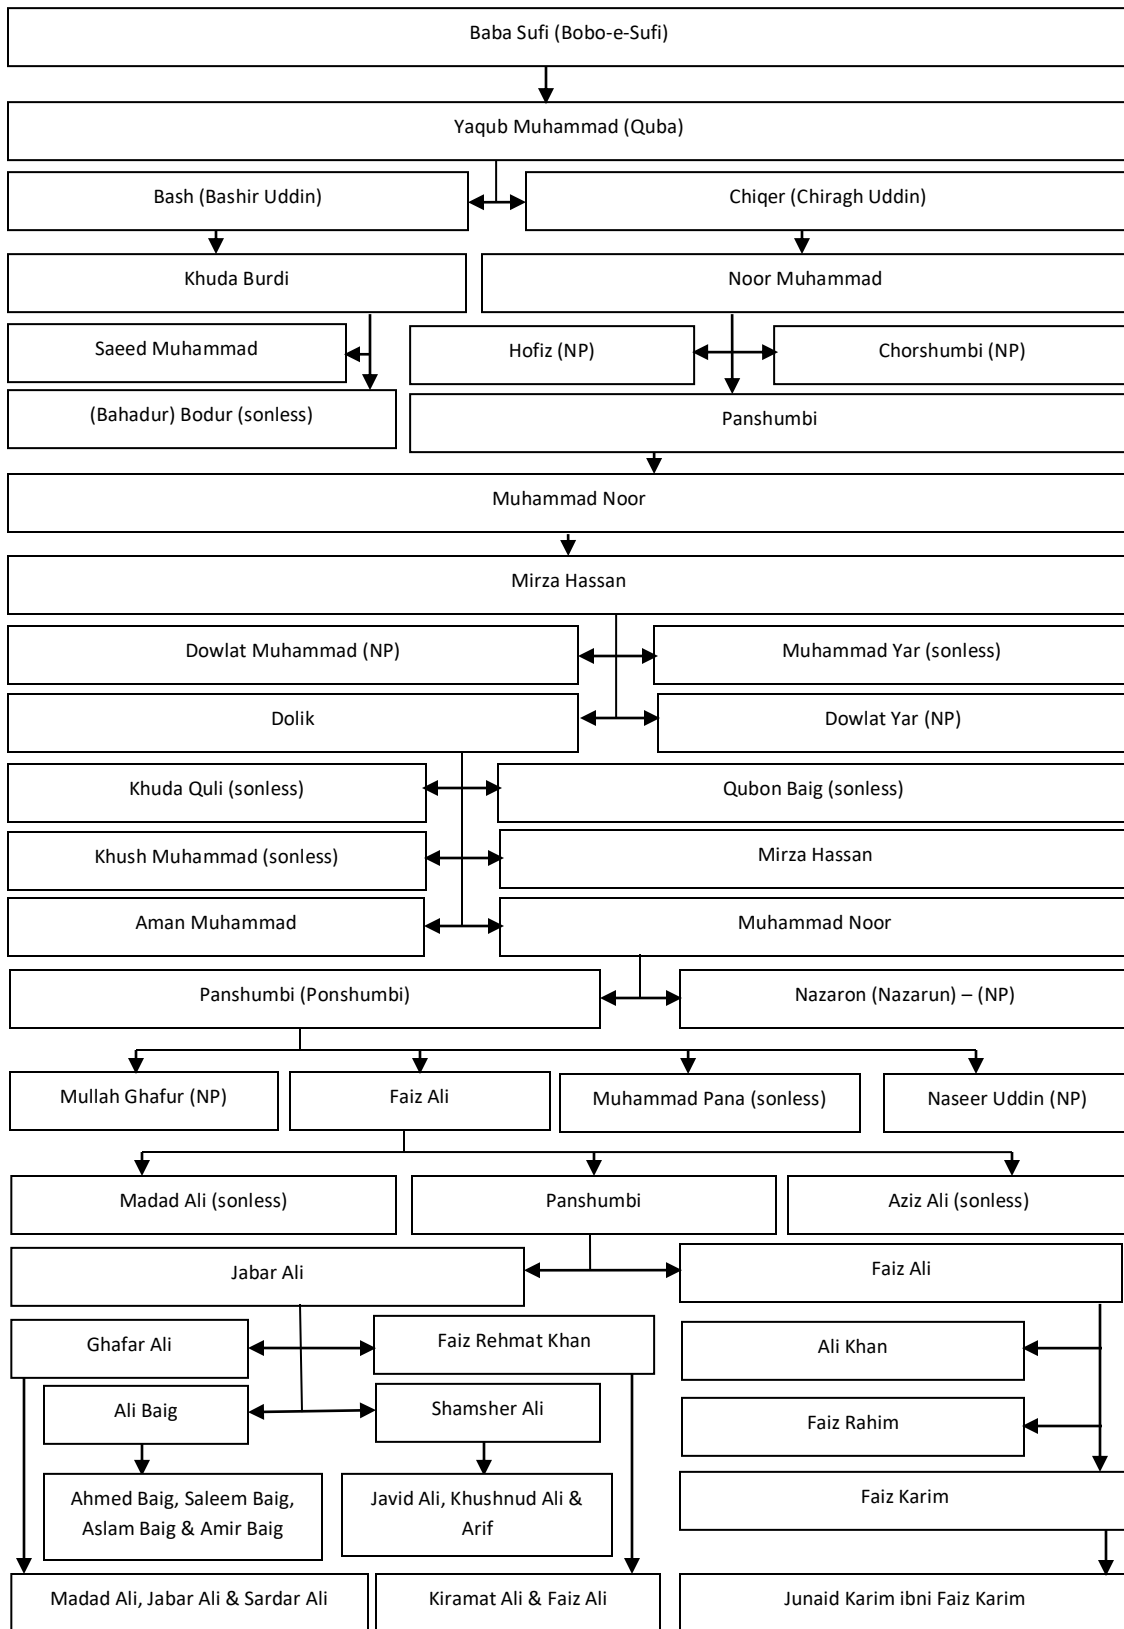 Baba Sufi (Bobo-e-Sufi)
Yaqub Muhammad (Quba)
Bash (Bashir Uddin)
Chiqer (Chiragh Uddin)
Khuda Burdi
Noor Muhammad
Saeed Muhammad
Hofiz (NP)
Chorshumbi (NP)
(Bahadur) Bodur (sonless)
Panshumbi
Muhammad Noor
Mirza Hassan
Dowlat Muhammad (NP)
Muhammad Yar (sonless)
Dolik
Dowlat Yar (NP)
Khuda Quli (sonless)
Qubon Baig (sonless)
Khush Muhammad (sonless)
Mirza Hassan
Aman Muhammad
Muhammad Noor
Panshumbi (Ponshumbi)
Nazaron (Nazarun) – (NP)
Mullah Ghafur (NP)
Faiz Ali
Muhammad Pana (sonless)
Naseer Uddin (NP)
Madad Ali (sonless)
Panshumbi
Aziz Ali (sonless)
Jabar Ali
Faiz Ali
Ghafar Ali
Faiz Rehmat Khan
Ali Khan
Ali Baig
Shamsher Ali
Faiz Rahim
Ahmed Baig, Saleem Baig,
Aslam Baig & Amir Baig
Javid Ali, Khushnud Ali &
Arif
Faiz Karim
Madad Ali, Jabar Ali & Sardar Ali
Kiramat Ali & Faiz Ali
Junaid Karim ibni Faiz Karim